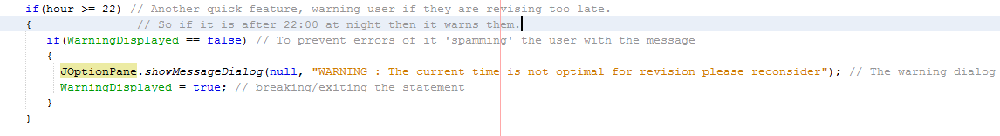 if(hour >= 22) // Another quick feature, warning user if they are revising too late.
{ // So if it is after 22:00 at night then it warns them.
if(WarningDisplayed == false) // To prevent errors of it 'spamming' the user with the message
{
JOptionPane.showMessageDialog(null, "WARNING : The current time is not optimal for revision please reconsider"); // The warning dialog
WarningDisplayed = true; // breaking/exiting the statement
}
}